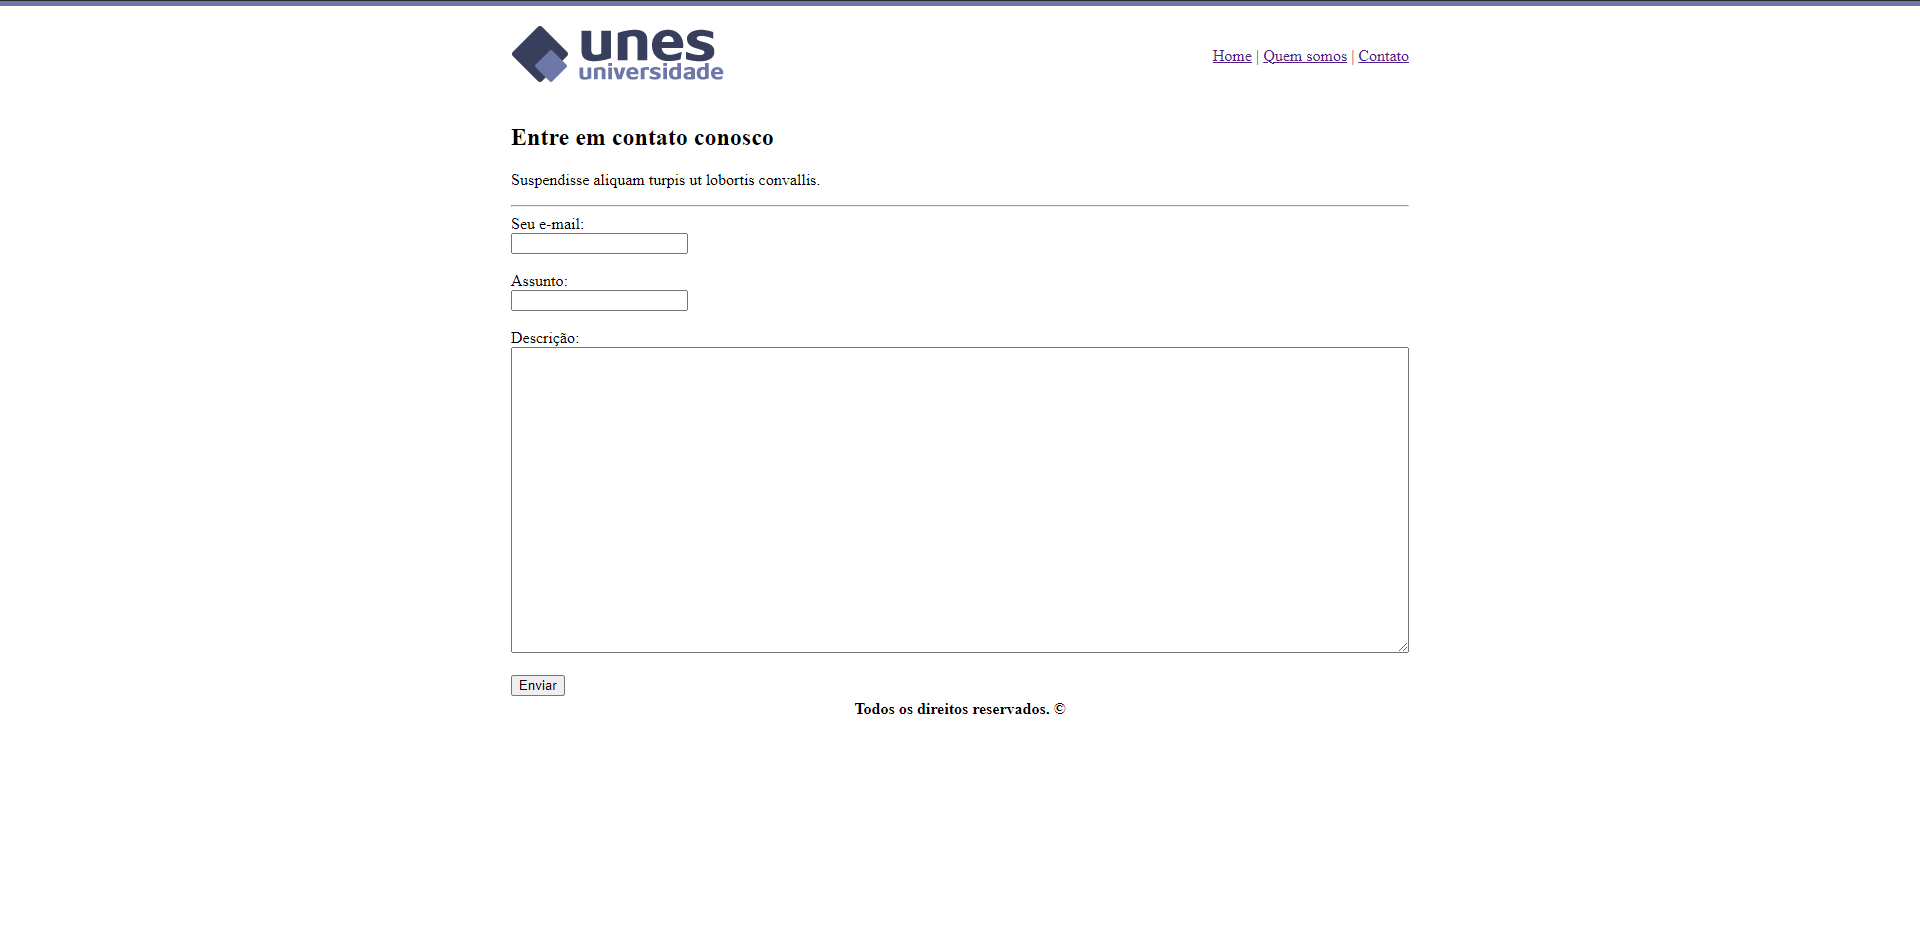 unes
universidade
Home | Quem somos | Contato
Entre em contato conosco
Suspendisse aliquam turpis ut lobortis convallis.
Seu e-mail:
Assunto:
Descrição:
Enviar
Todos os direitos reservados. ©